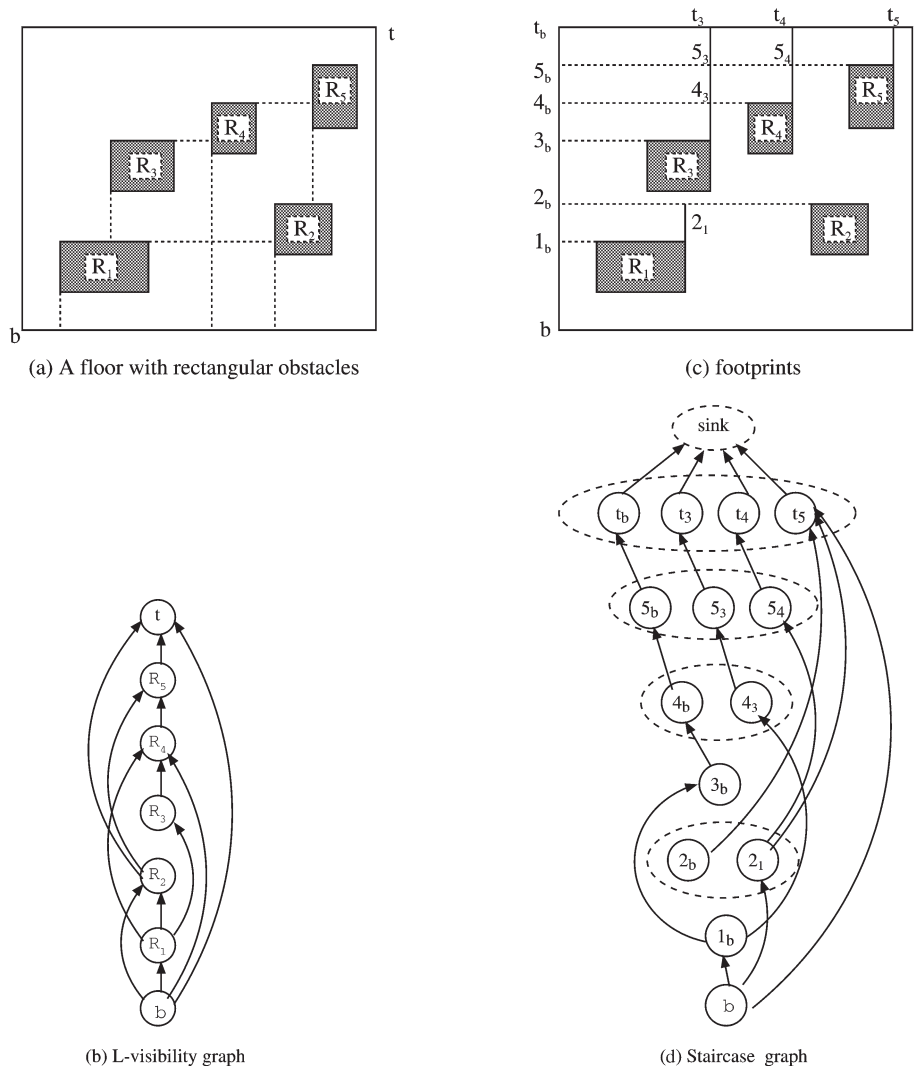 t
R5
R4
R3
R2
R1
b
(a) A floor with rectangular obstacles
t3 t4 t5
tb
53 54
5b
R5
43
4b
R4
3b
R3
2b
21
R2
1b
R1
b
(c) footprints
t
R5
R4
R3
R2
R1
b
(b) L-visibility graph
sink
tb t3 t4 t5
5b 53 54
4b 43
3b
2b 21
1b
b
(d) Staircase graph